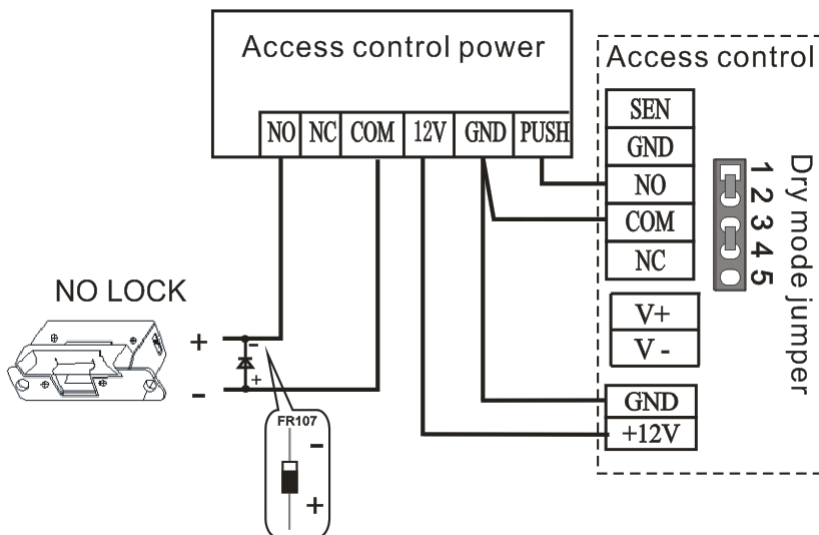 Access control power
NO NC COM 12V GND PUSH
Access control
SEN
GND
NO
COM
NC
V+
V -
GND
+12V
1 2 3 4 5
Dry mode jumper
NO LOCK
+
-
-
+
FR107
-
+